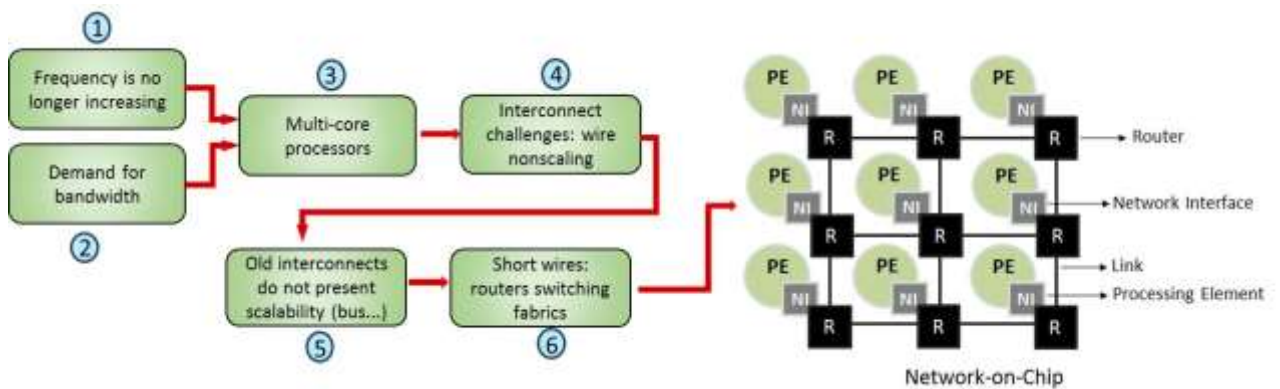 1
Frequency is no
longer increasing
2
Demand for
bandwidth
3
Multi-core
processors
4
Interconnect
challenges: wire
nonscaling
5
Old interconnects
do not present
scalability (bus...)
6
Short wires:
routers switching
fabrics
PE PE PE
NI NI NI
R R R
Router
PE PE PE
NI NI NI
Network Interface
R R R
PE PE PE
Link
NI NI NI
Processing Element
R R R
Network-on-Chip